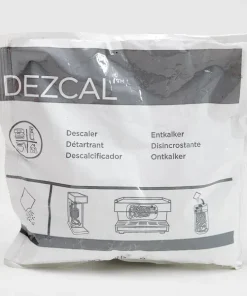 DEZCAL
Descaler
Détartrant
Descalcificador
Entkalker
Disincrostante
Ontkalker